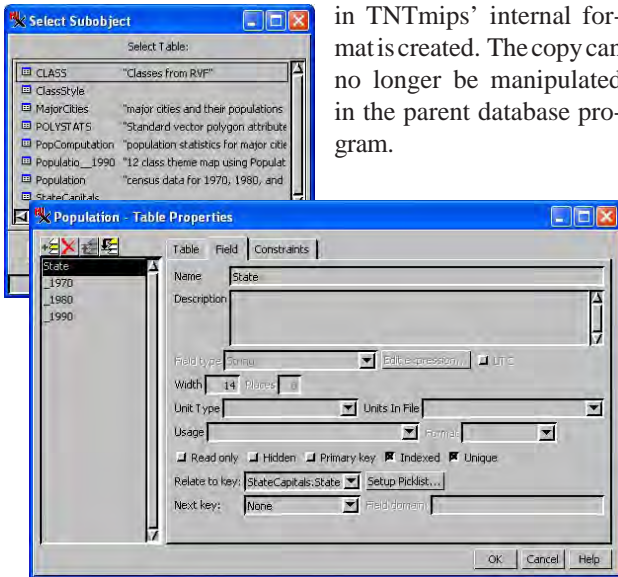 Select Subobject
Select Table:
CLASS "Classes from RVF"
ClassStyle
MajorCities "major cities and their populations
POLYSTATS "Standard vector polygon attribute
PopComputation "population statistics for major citie
Populatio__1990 "12 class theme map using Populat
Population "census data for 1970, 1980, and
StateCapitals
in TNTmips' internal for-
mat is created. The copy can
no longer be manipulated
in the parent database pro-
gram.
Population - Table Properties
State
_1970
_1980
_1990
Table Field Constraints
Name State
Description
Field type String Edit expression... UTC
Width 14 Places 0
Unit Type Units In File
Usage Format
Read only Hidden Primary key Indexed Unique
Relate to key: StateCapitals.State Setup Picklist...
Next key: None Field domain
OK Cancel Help